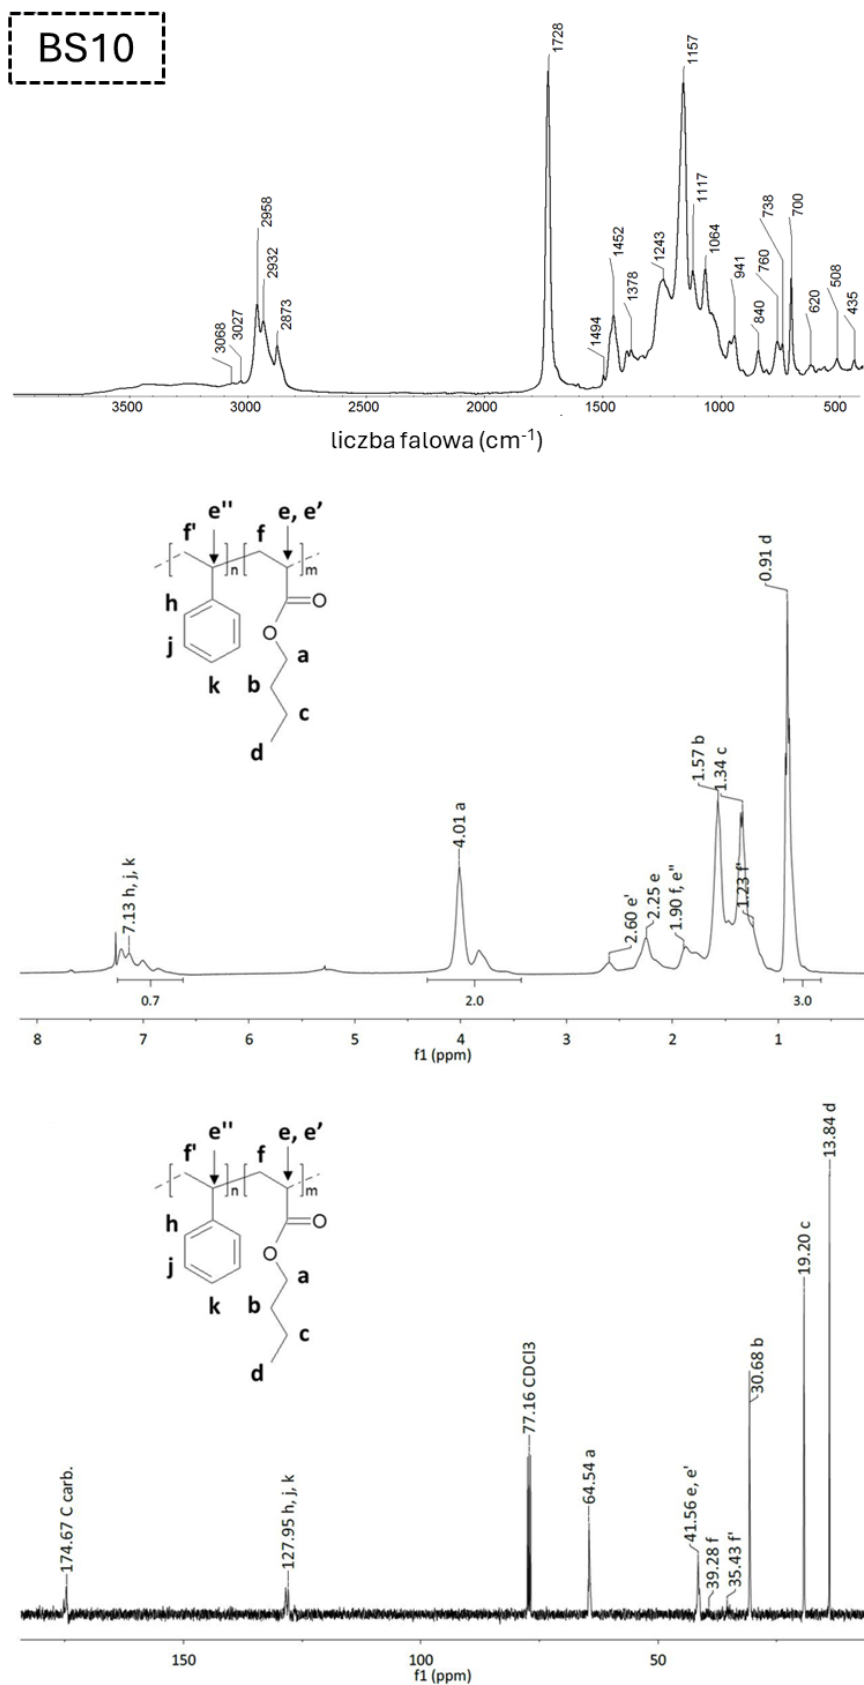 BS10
1728
1157
2958
2932
2873
3068
3027
1452
1378
1494
1243
1117
1064
941
840
760
738
700
620
508
435
3500 3000 2500 2000 1500 1000 500
liczba falowa (cm-1)
f' e'' f e, e’
n m
h O
j O
a
k b
c
d
7.13 h, j, k
4.01 a
2.60 e'
2.25 e
1.90 f, e''
1.57 b
1.34 c
1.23 f'
0.91 d
0.7 2.0 3.0
8 7 6 5 4 3 2 1
f1 (ppm)
f' e'' f e, e’
n m
h O
j O
a
k b
c
d
174.67 C carb.
127.95 h, j, k
77.16 CDCl3
64.54 a
41.56 e, e'
39.28 f
35.43 f'
30.68 b
19.20 c
13.84 d
150 100 50
f1 (ppm)